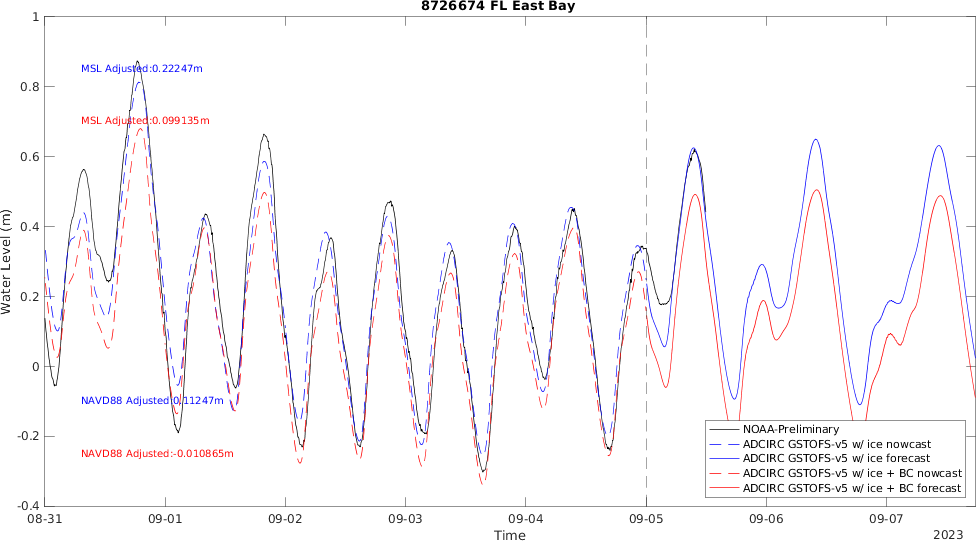 8726674 FL East Bay
Water Level (m)
1
0.8
0.6
0.4
0.2
0
-0.2
-0.4
MSL Adjusted:0.22247m
MSL Adjusted:0.099135m
NAVD88 Adjusted:0.11247m
NAVD88 Adjusted:-0.010865m
NOAA-Preliminary
ADCIRC GSTOFS-v5 w/ ice nowcast
ADCIRC GSTOFS-v5 w/ ice forecast
ADCIRC GSTOFS-v5 w/ ice + BC nowcast
ADCIRC GSTOFS-v5 w/ ice + BC forecast
08-31 09-01 09-02 09-03 09-04 09-05 09-06 09-07
Time
2023